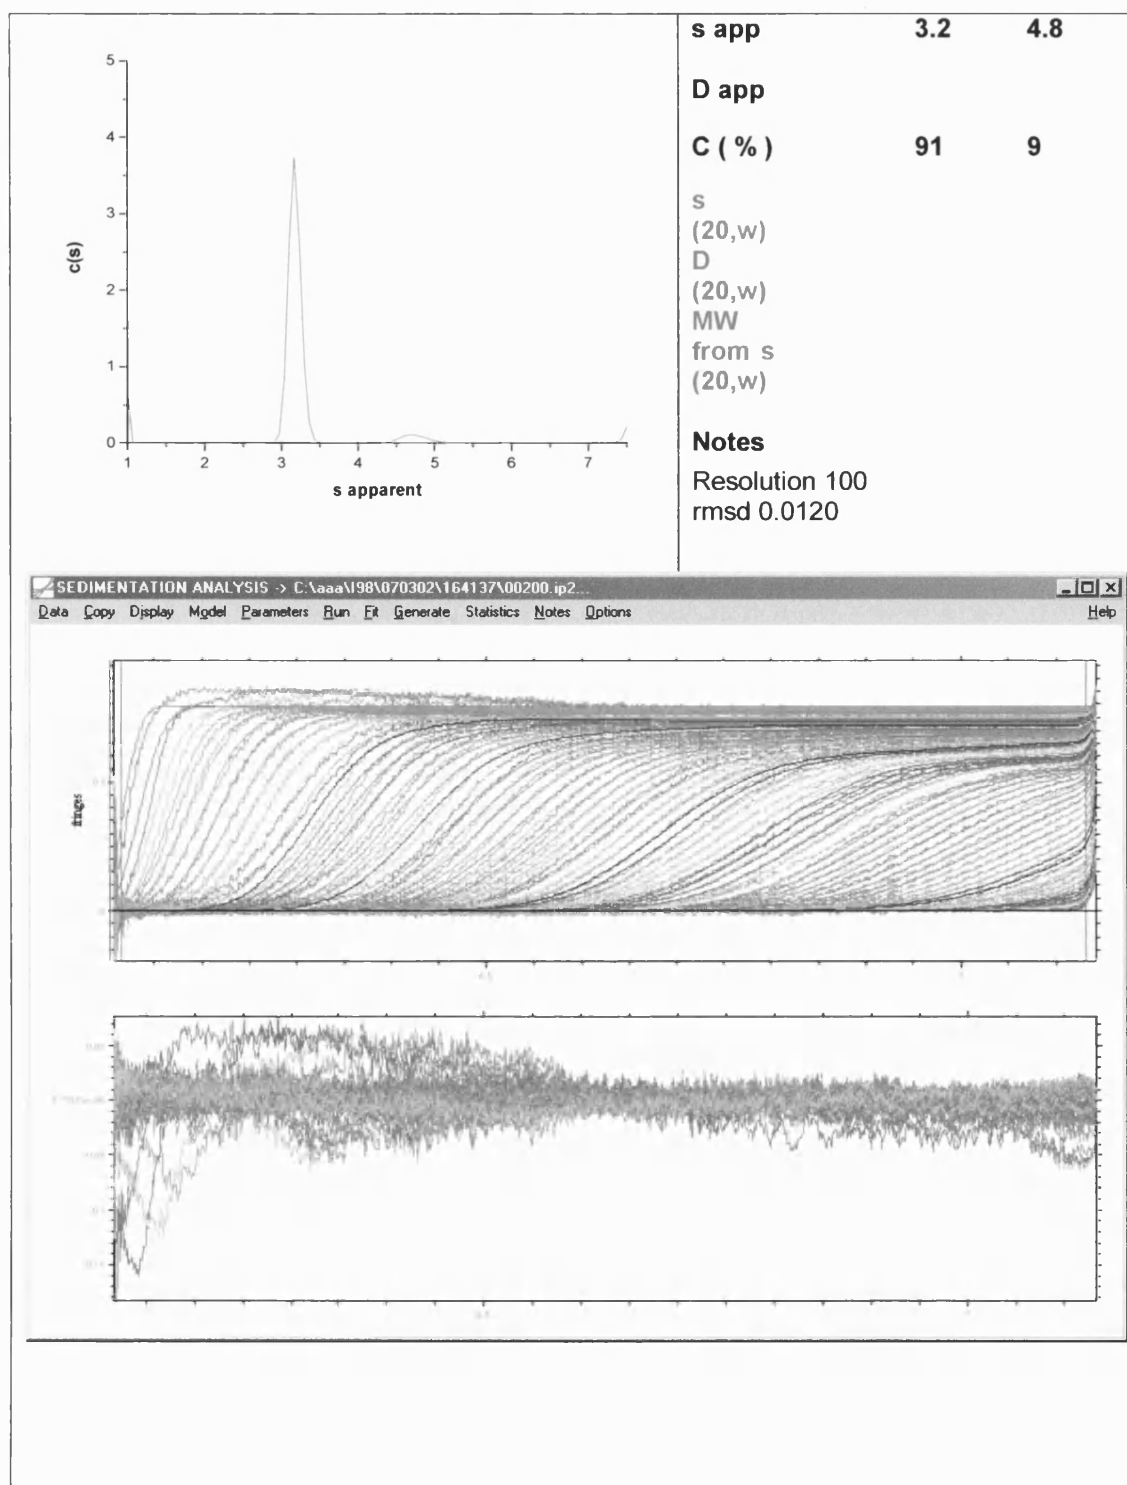 s app 3.2 4.8
D app
C ( % ) 91 9
s
(20,w)
D
(20,w)
MW
from s
(20,w)
Notes
Resolution 100
rmsd 0.0120
5
4
3
2
1
0
c(s)
1 2 3 4 5 6 7
s apparent
SEDIMENTATION ANALYSIS -> C:\aaa\I98\070302\164137\00200.ip2...
Data Copy Display Model Parameters Run Fit Generate Statistics Notes Options Help
fringes